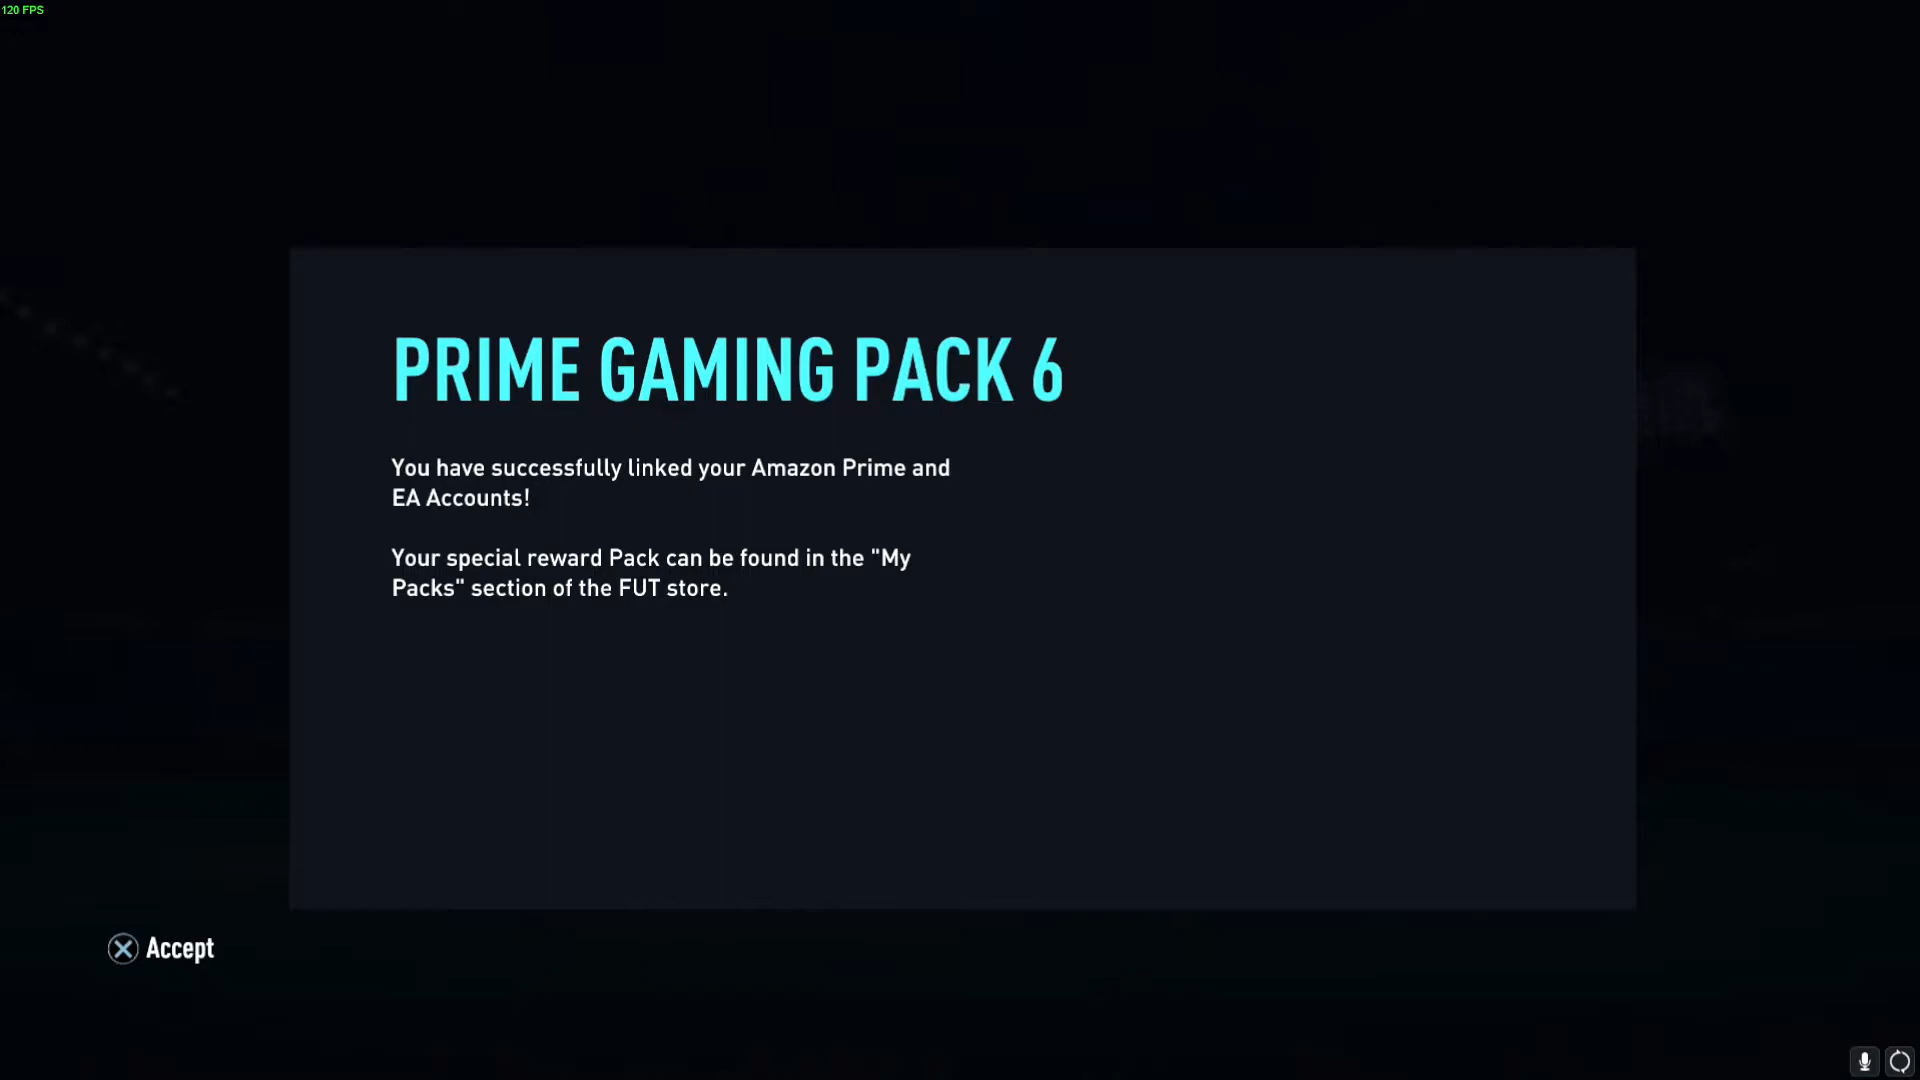 120 FPS
PRIME GAMING PACK 6
You have successfully linked your Amazon Prime and
EA Accounts!
Your special reward Pack can be found in the "My
Packs" section of the FUT store.
Accept